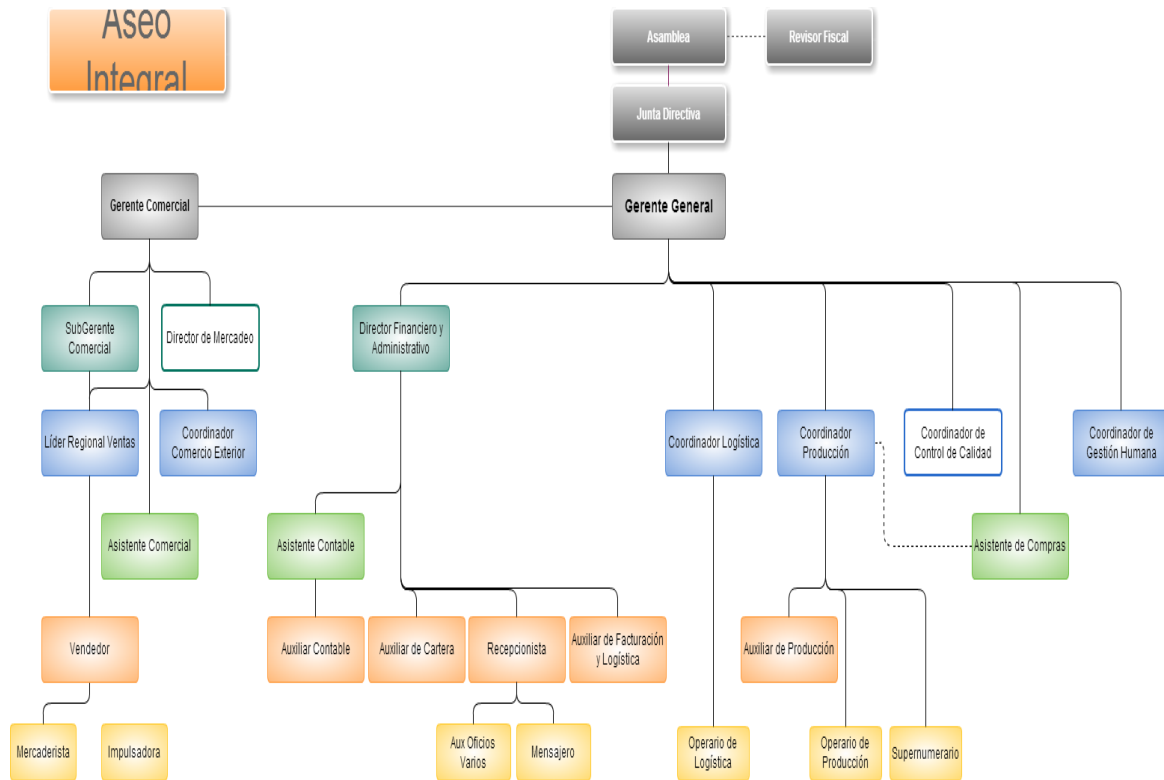 Aseo
Integral
Asamblea
Revisor Fiscal
Junta Directiva
Gerente Comercial
Gerente General
SubGerente
Comercial
Director de Mercadeo
Director Financiero y
Administrativo
Líder Regional Ventas
Coordinador
Comercio Exterior
Coordinador Logística
Coordinador
Producción
Coordinador de
Control de Calidad
Coordinador de
Gestión Humana
Asistente Comercial
Asistente Contable
Asistente de Compras
Vendedor
Auxiliar Contable
Auxiliar de Cartera
Recepcionista
Auxiliar de Facturación
y Logística
Auxiliar de Producción
Mercaderista
Impulsadora
Aux Oficios
Varios
Mensajero
Operario de
Logística
Operario de
Producción
Supernumerario